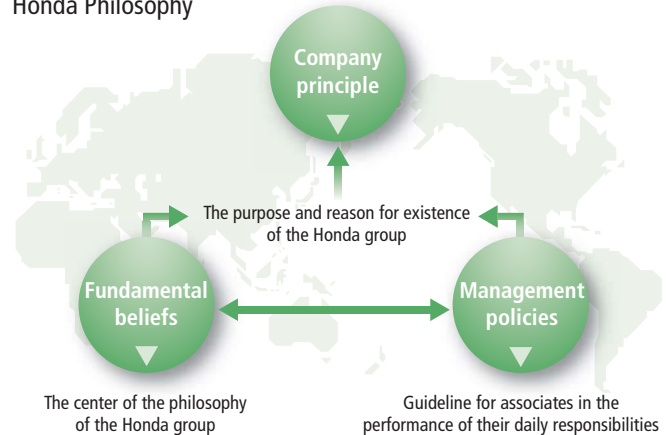 Honda Philosophy
Company
principle
The purpose and reason for existence
of the Honda group
Fundamental
beliefs
Management
policies
The center of the philosophy
of the Honda group
Guideline for associates in the
performance of their daily responsibilities